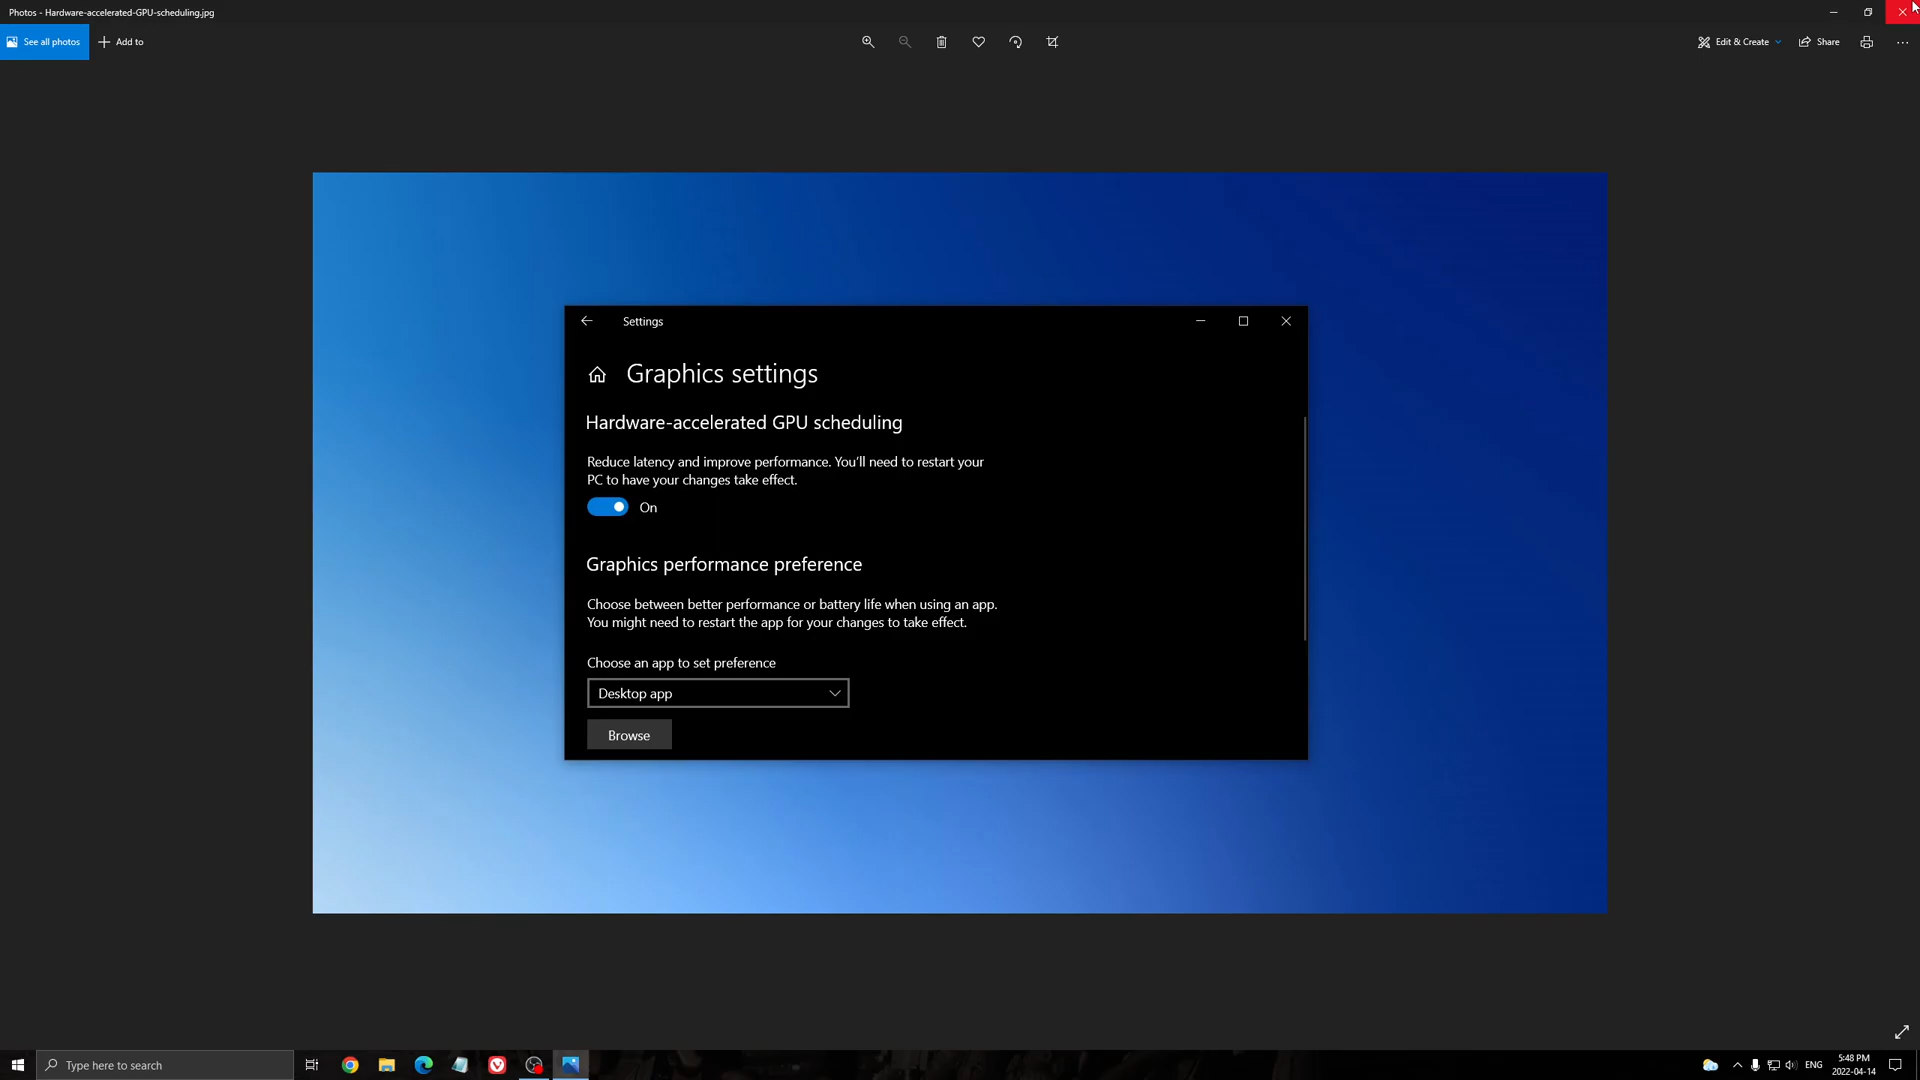 Photos - Hardware-accelerated-GPU-scheduling.jpg
See all photos
Add to
Edit & Create
Share
Settings
Graphics settings
Hardware-accelerated GPU scheduling
Reduce latency and improve performance. You'll need to restart your
PC to have your changes take effect.
On
Graphics performance preference
Choose between better performance or battery life when using an app.
You might need to restart the app for your changes to take effect.
Choose an app to set preference
Desktop app
Browse
Type here to search
ENG
5:48 PM
2022-04-14